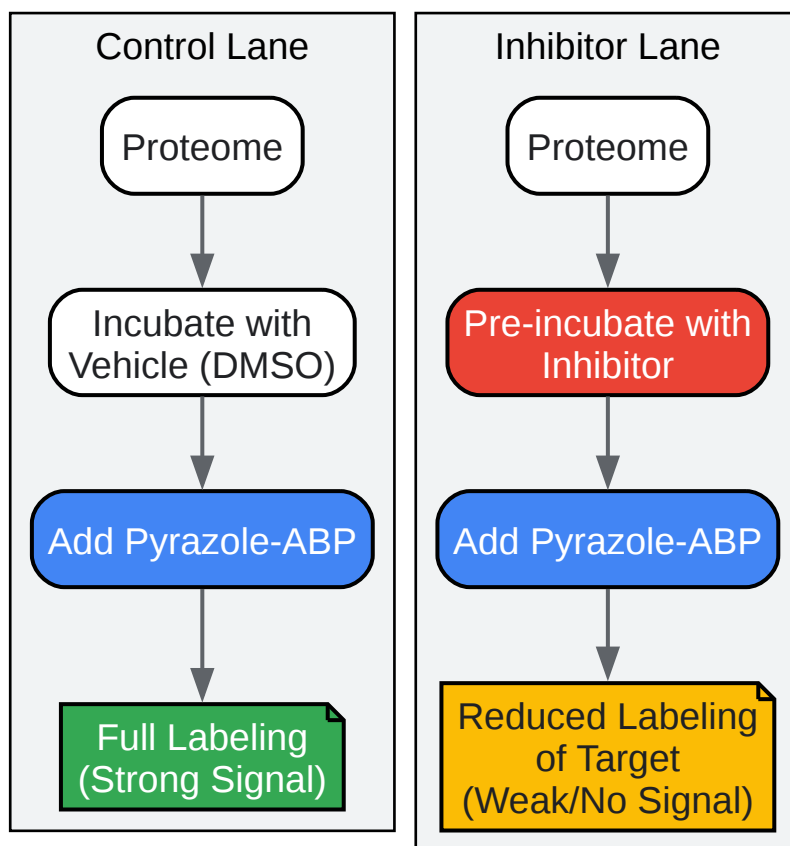 Control Lane
Proteome
Incubate with
Vehicle (DMSO)
Add Pyrazole-ABP
Full Labeling
(Strong Signal)
Inhibitor Lane
Proteome
Pre-incubate with
Inhibitor
Add Pyrazole-ABP
Reduced Labeling
of Target
(Weak/No Signal)